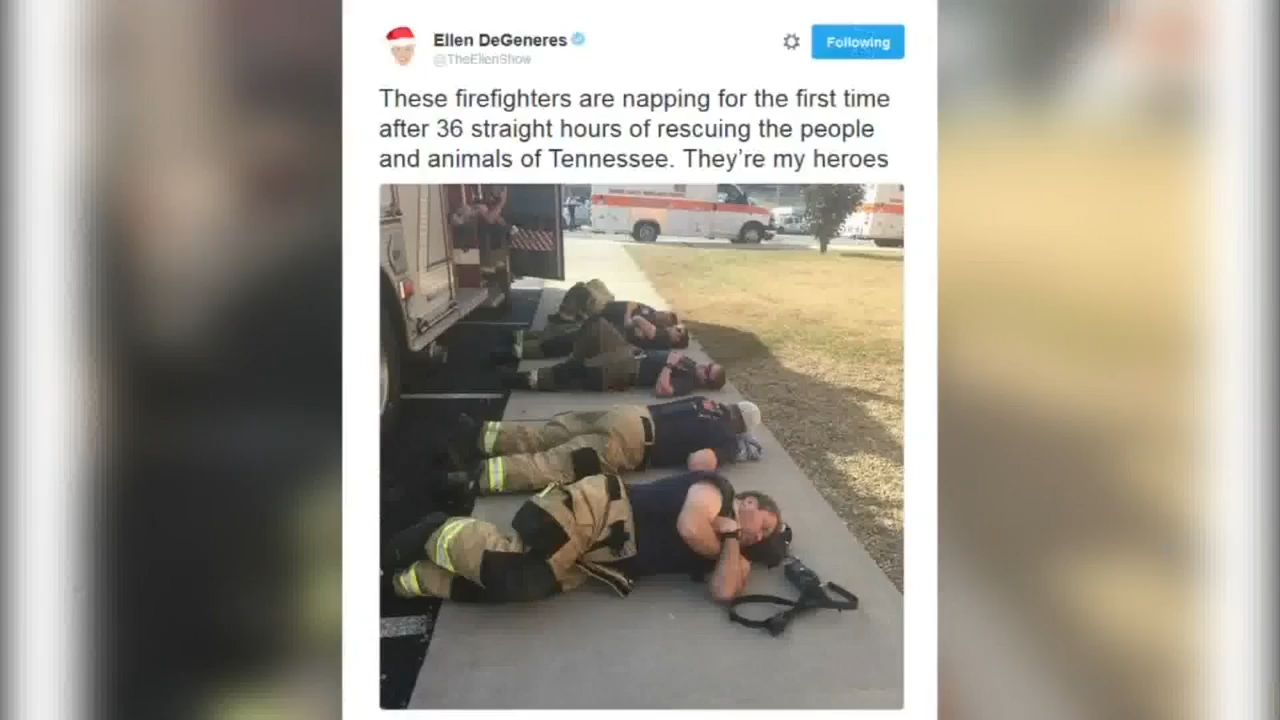 Ellen DeGeneres
@TheEllenShow
Following
These firefighters are napping for the first time
after 36 straight hours of rescuing the people
and animals of Tennessee. They’re my heroes